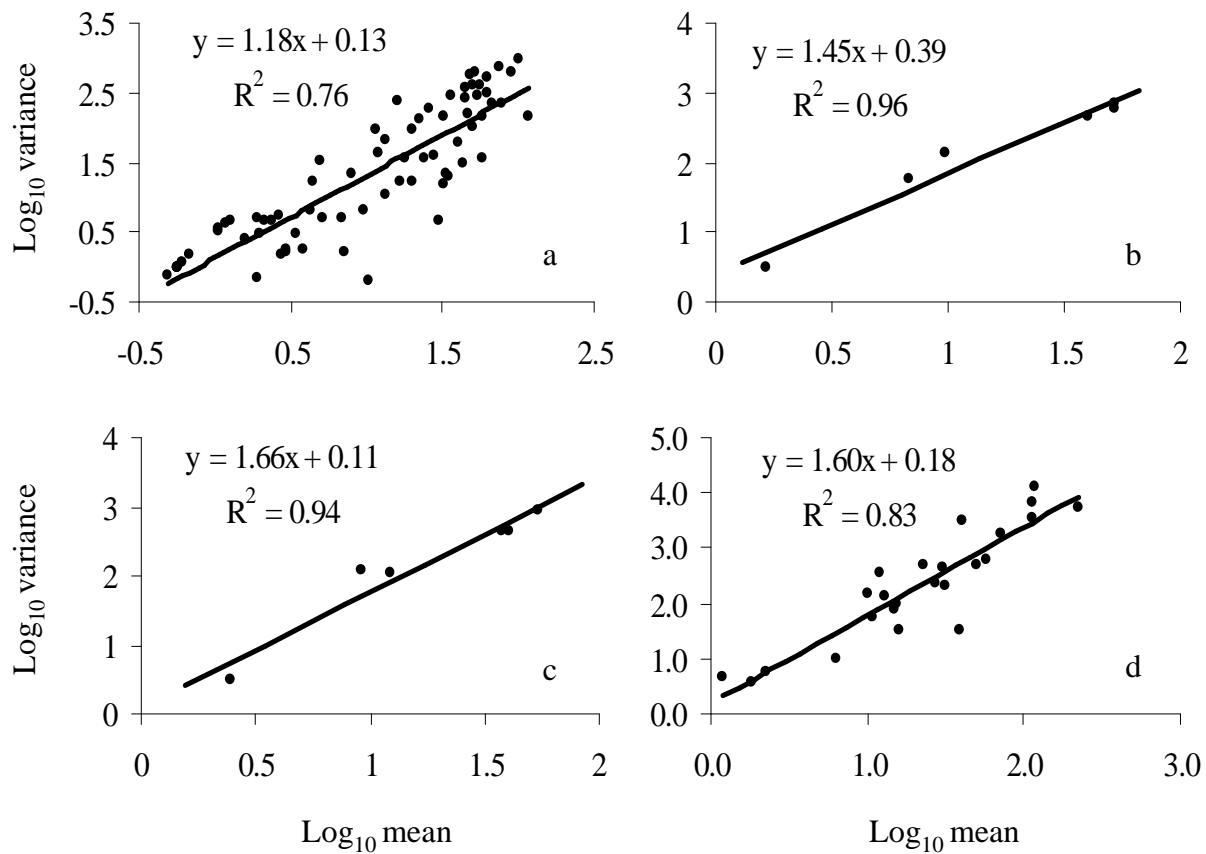 y = 1.18x + 0.13
R² = 0.76
Log₁₀ variance
3.5
2.5
1.5
0.5
-0.5
-0.5 0.5 1.5 2.5
a
y = 1.45x + 0.39
R² = 0.96
4
3
2
1
0
0 0.5 1 1.5 2
b
y = 1.66x + 0.11
R² = 0.94
Log₁₀ variance
4
3
2
1
0
0 0.5 1 1.5 2
c
Log₁₀ mean
y = 1.60x + 0.18
R² = 0.83
5.0
4.0
3.0
2.0
1.0
0.0
0.0 1.0 2.0 3.0
d
Log₁₀ mean